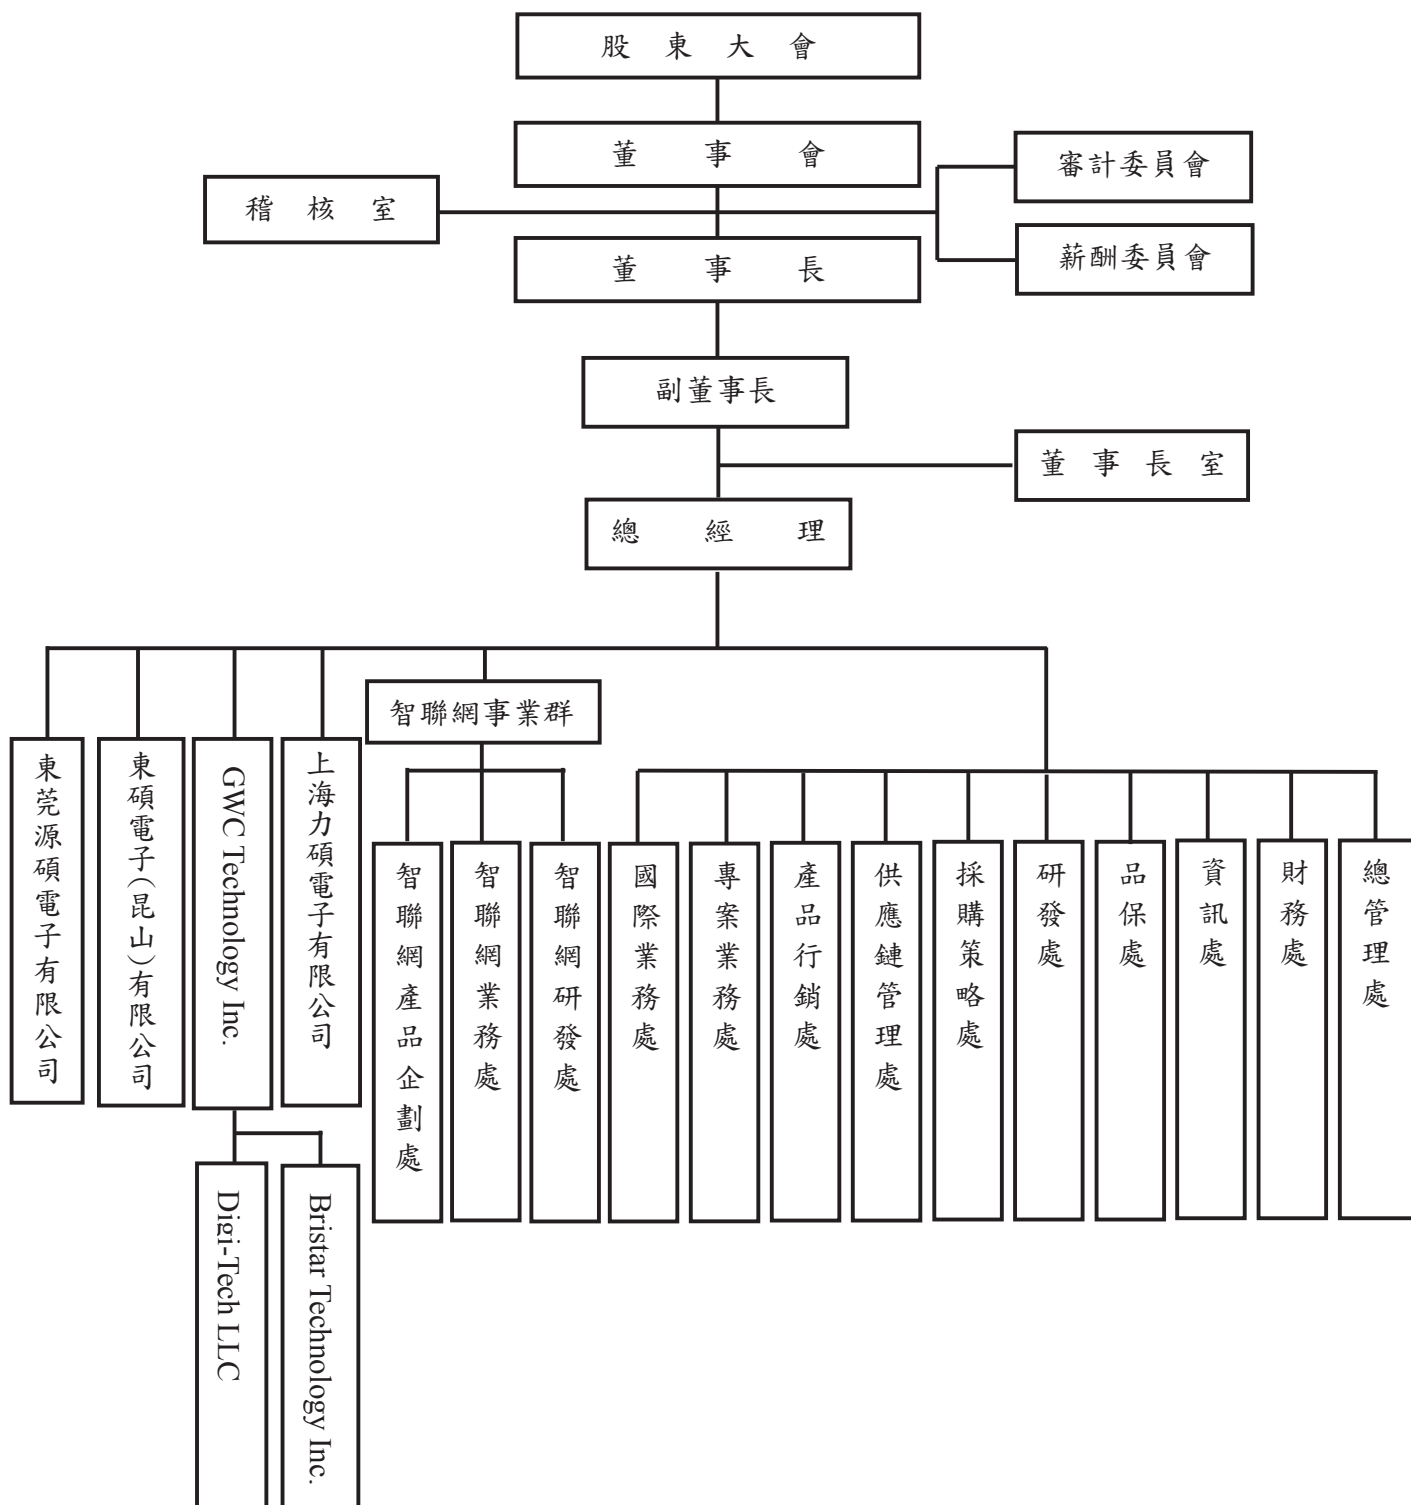 股東大會
董事會
審計委員會
稽核室
董事長
薪酬委員會
副董事長
董事長室
總經理
智聯網事業群
東莞源碩電子有限公司
東碩電子(昆山)有限公司
GWC Technology Inc.
上海力碩電子有限公司
智聯網產品企劃處
智聯網業務處
智聯網研發處
國際業務處
專案業務處
產品行銷處
供應鏈管理處
採購策略處
研發處
品保處
資訊處
財務處
總管理處
Digi-Tech LLC
Bristar Technology Inc.